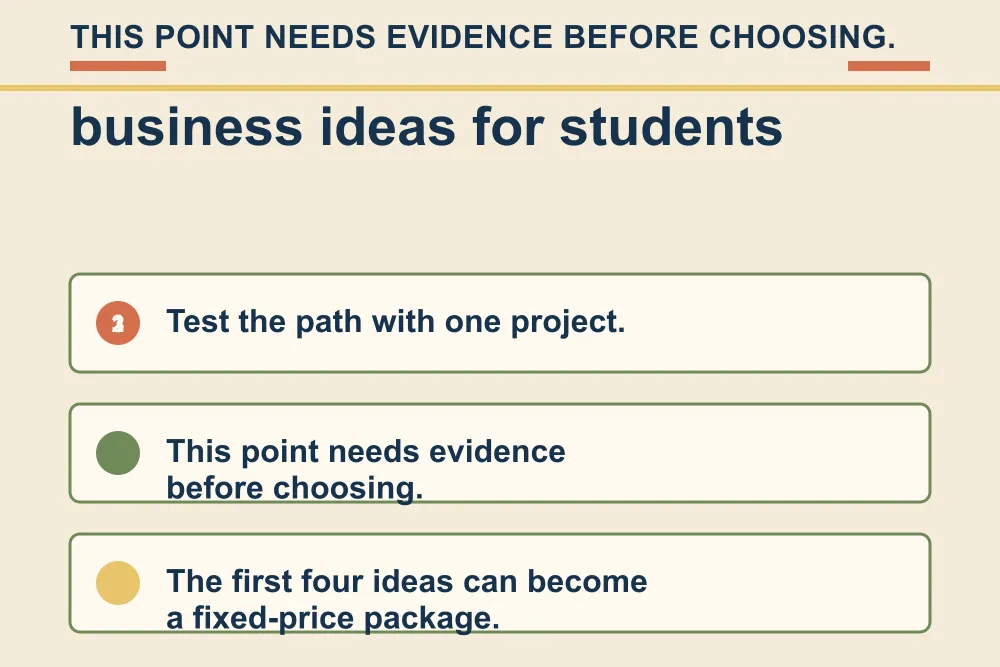 THIS POINT NEEDS EVIDENCE BEFORE CHOOSING.
business ideas for students
Test the path with one project.
This point needs evidence
before choosing.
The first four ideas can become
a fixed-price package.